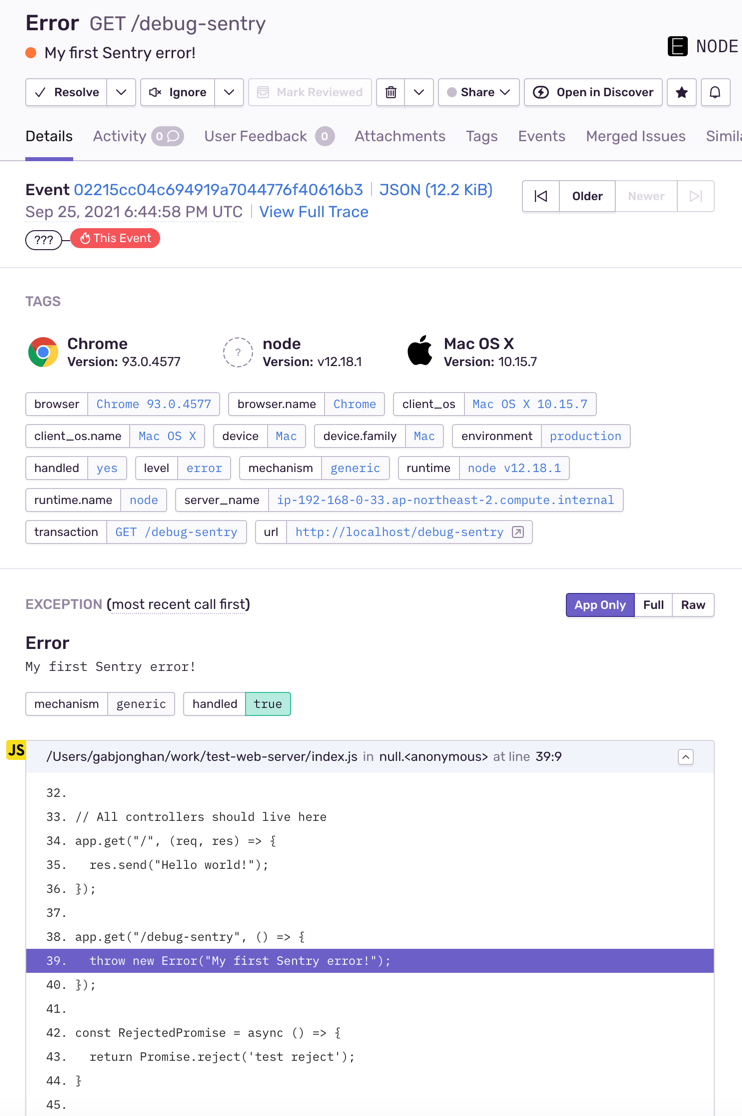 Error GET /debug-sentry
My first Sentry error!
E NODE
Resolve Ignore Mark Reviewed Share Open in Discover
Details Activity 0 User Feedback 0 Attachments Tags Events Merged Issues Simila
Event 02215cc04c694919a7044776f40616b3 | JSON (12.2 KiB)
Older Newer
Sep 25, 2021 6:44:58 PM UTC | View Full Trace
??? This Event
TAGS
Chrome
Version: 93.0.4577
?
node
Version: v12.18.1
Mac OS X
Version: 10.15.7
browser Chrome 93.0.4577 browser.name Chrome client_os Mac OS X 10.15.7
client_os.name Mac OS X device Mac device.family Mac environment production
handled yes level error mechanism generic runtime node v12.18.1
runtime.name node server_name ip-192-168-0-33.ap-northeast-2.compute.internal
transaction GET /debug-sentry url http://localhost/debug-sentry
EXCEPTION (most recent call first) App Only Full Raw
Error
My first Sentry error!
mechanism generic handled true
JS /Users/gabjonghan/work/test-web-server/index.js in null.<anonymous> at line 39:9
32.
33. // All controllers should live here
34. app.get("/", (req, res) => {
35. res.send("Hello world!");
36. });
37.
38. app.get("/debug-sentry", () => {
39. throw new Error("My first Sentry error!");
40. });
41.
42. const RejectedPromise = async () => {
43. return Promise.reject('test reject');
44. }
45.